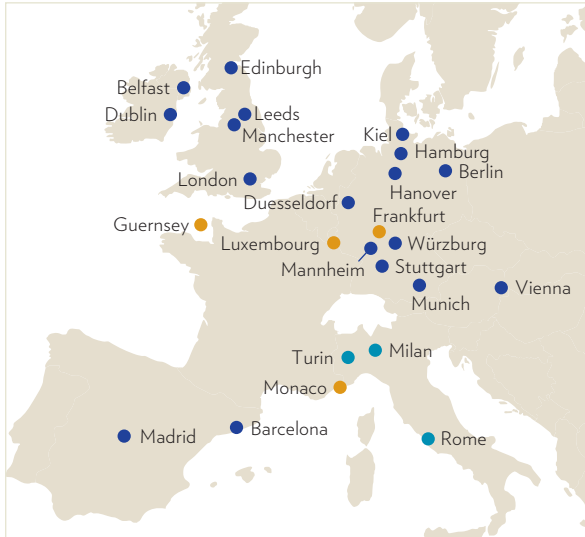 Edinburgh
Belfast
Dublin
Leeds
Manchester
Kiel
Hamburg
Berlin
London
Hanover
Duesseldorf
Guernsey
Frankfurt
Luxembourg
Würzburg
Mannheim
Stuttgart
Munich
Vienna
Turin
Milan
Monaco
Madrid
Barcelona
Rome